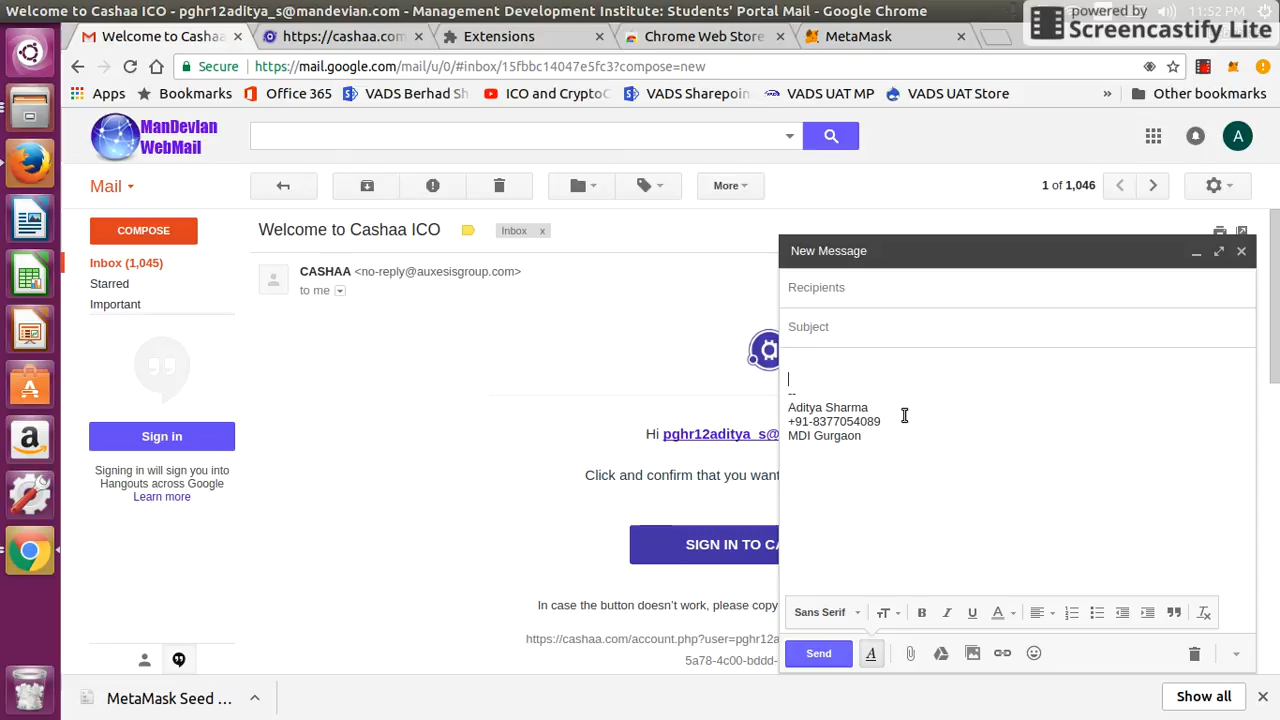 Welcome to Cashaa ICO - pghr12aditya_s@mandevian.com - Management Development Institute: Students' Portal Mail - Google Chrome
11:52 PM
powered by
Screencastify Lite
Welcome to Cashaa
https://dasa.cashaa.com
Extensions
Chrome Web Store
MetaMask
Secure
https://mail.google.com/mail/u/0/#inbox/15fbbc14047e5fc3?compose=new
Apps
Bookmarks
Office 365
VADS Berhad Sh
ICO and CryptoC
VADS Sharepoin
VADS UAT MP
VADS UAT Store
»
Other bookmarks
ManDevian
WebMail
A
Mail
More
1 of 1,046
COMPOSE
Inbox (1,045)
Starred
Important
Sign in
Signing in will sign you into
Hangouts across Google
Learn more
Welcome to Cashaa ICO
Inbox x
CASHAA <no-reply@auxesisgroup.com>
to me
Hi pghr12aditya_s@
Click and confirm that you want
SIGN IN TO CA
In case the button doesn't work, please copy
https://cashaa.com/account.php?user=pghr12a
5a78-4c00-bddd-
New Message
Recipients
Subject
--
Aditya Sharma
+91-8377054089
MDI Gurgaon
Sans Serif
Send
MetaMask Seed ...
Show all